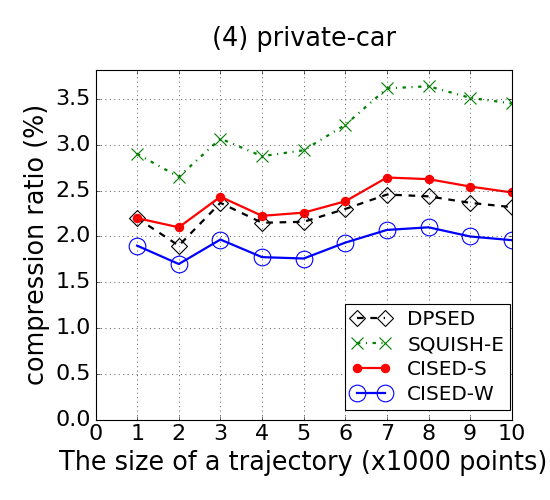 (4) private-car
compression ratio (%)
3.5
3.0
2.5
2.0
1.5
1.0
0.5
0.0
DPSED
SQUISH-E
CISED-S
CISED-W
0 1 2 3 4 5 6 7 8 9 10
The size of a trajectory (x1000 points)